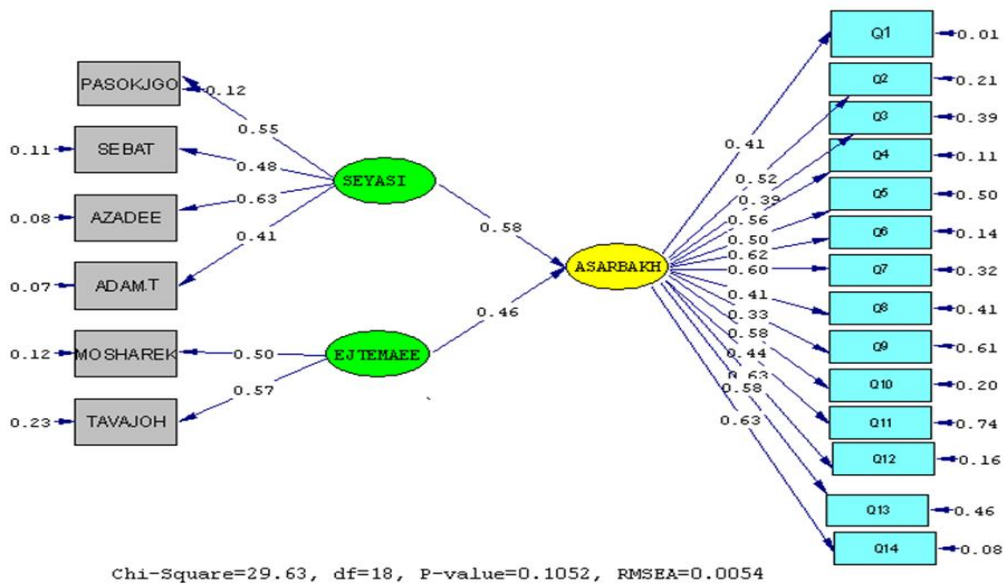 PASOKJGO
0.12
0.55
0.11
SEBAT
0.48
0.63
0.08
AZADEE
0.41
0.07
ADAM.T
0.12
MOSHAREK
0.50
0.57
0.23
TAVAJOH
SEYASI
0.58
EJTEMAEE
0.46
ASARBAKH
0.41
0.52
0.39
0.56
0.50
0.62
0.60
0.41
0.33
0.58
0.44
0.63
0.58
0.63
Q1
0.01
Q2
0.21
Q3
0.39
Q4
0.11
Q5
0.50
Q6
0.14
Q7
0.32
Q8
0.41
Q9
0.61
Q10
0.20
Q11
0.74
Q12
0.16
Q13
0.46
Q14
0.08
Chi-Square=29.63, df=18, P-value=0.1052, RMSEA=0.0054